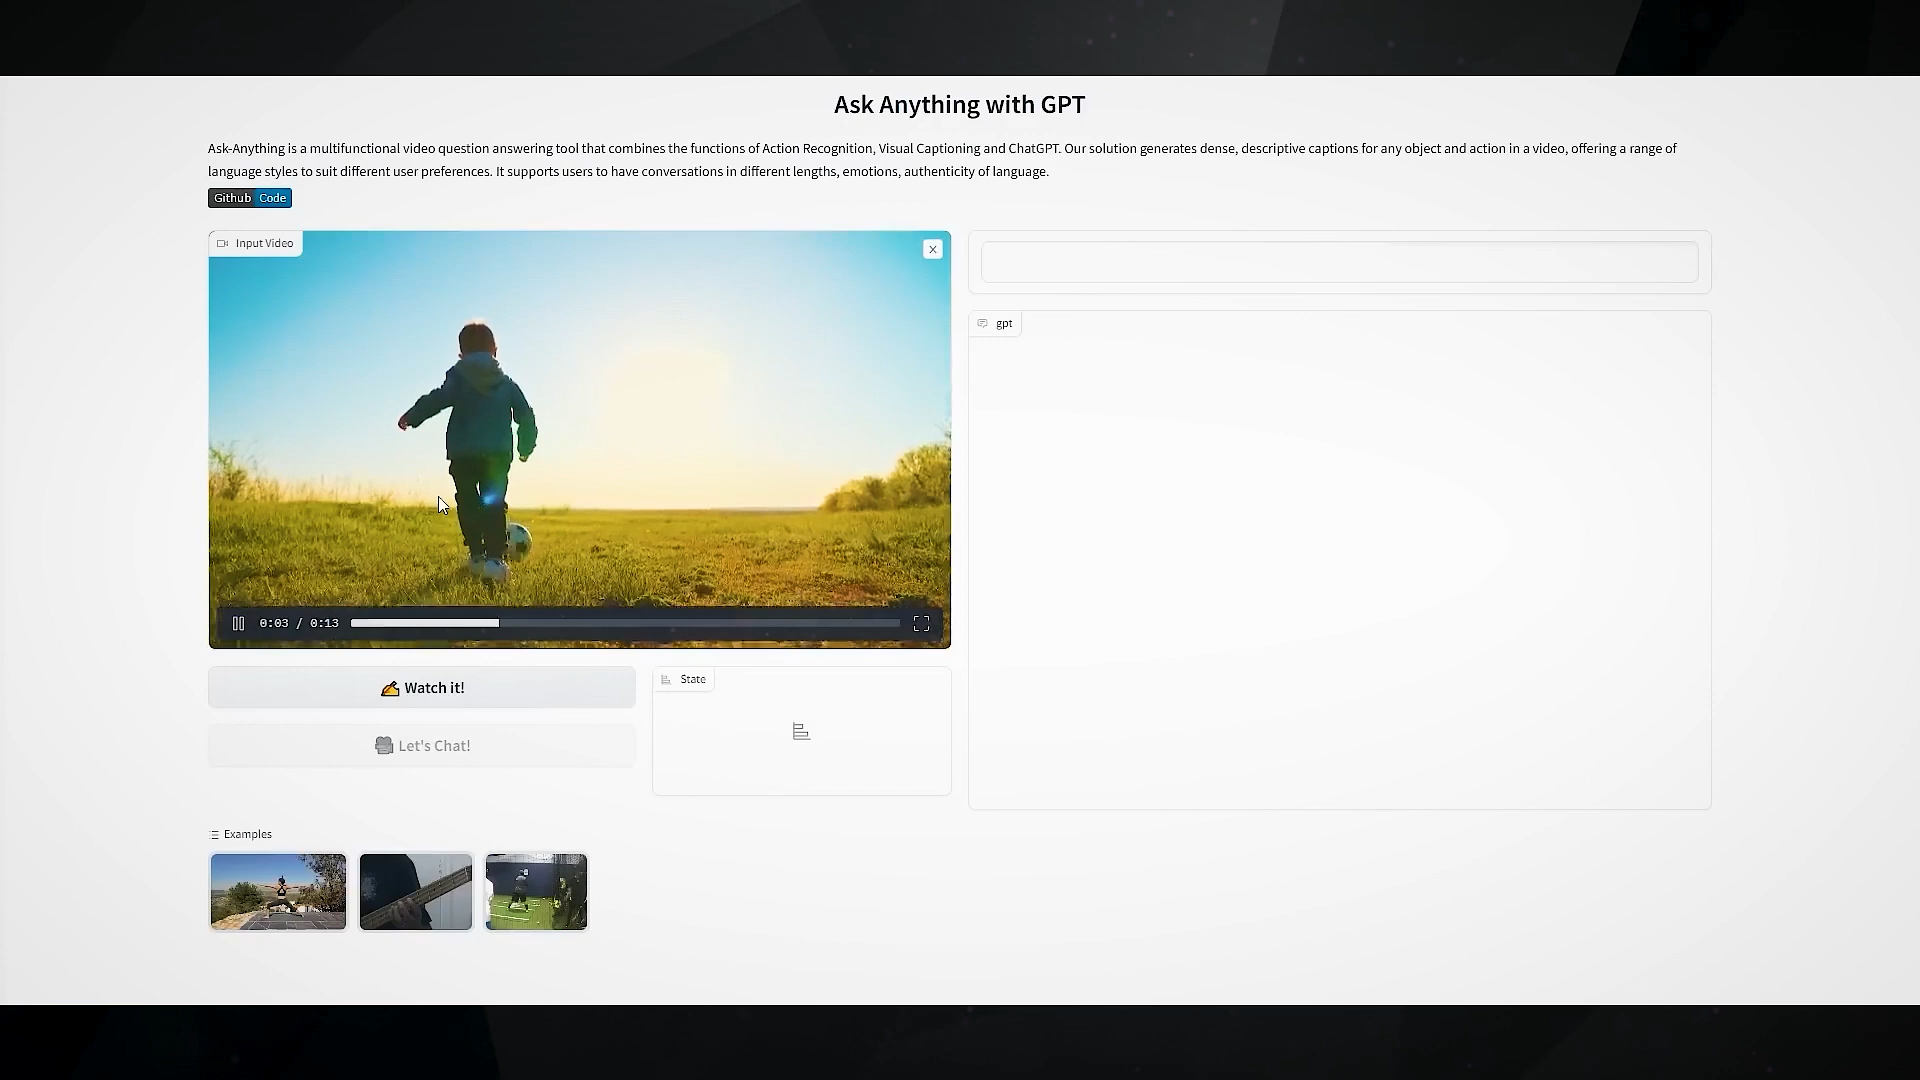 Ask Anything with GPT
Ask-Anything is a multifunctional video question answering tool that combines the functions of Action Recognition, Visual Captioning and ChatGPT. Our solution generates dense, descriptive captions for any object and action in a video, offering a range of
language styles to suit different user preferences. It supports users to have conversations in different lengths, emotions, authenticity of language.
Github Code
Input Video
gpt
0:03 / 0:13
Watch it!
State
Let's Chat!
Examples